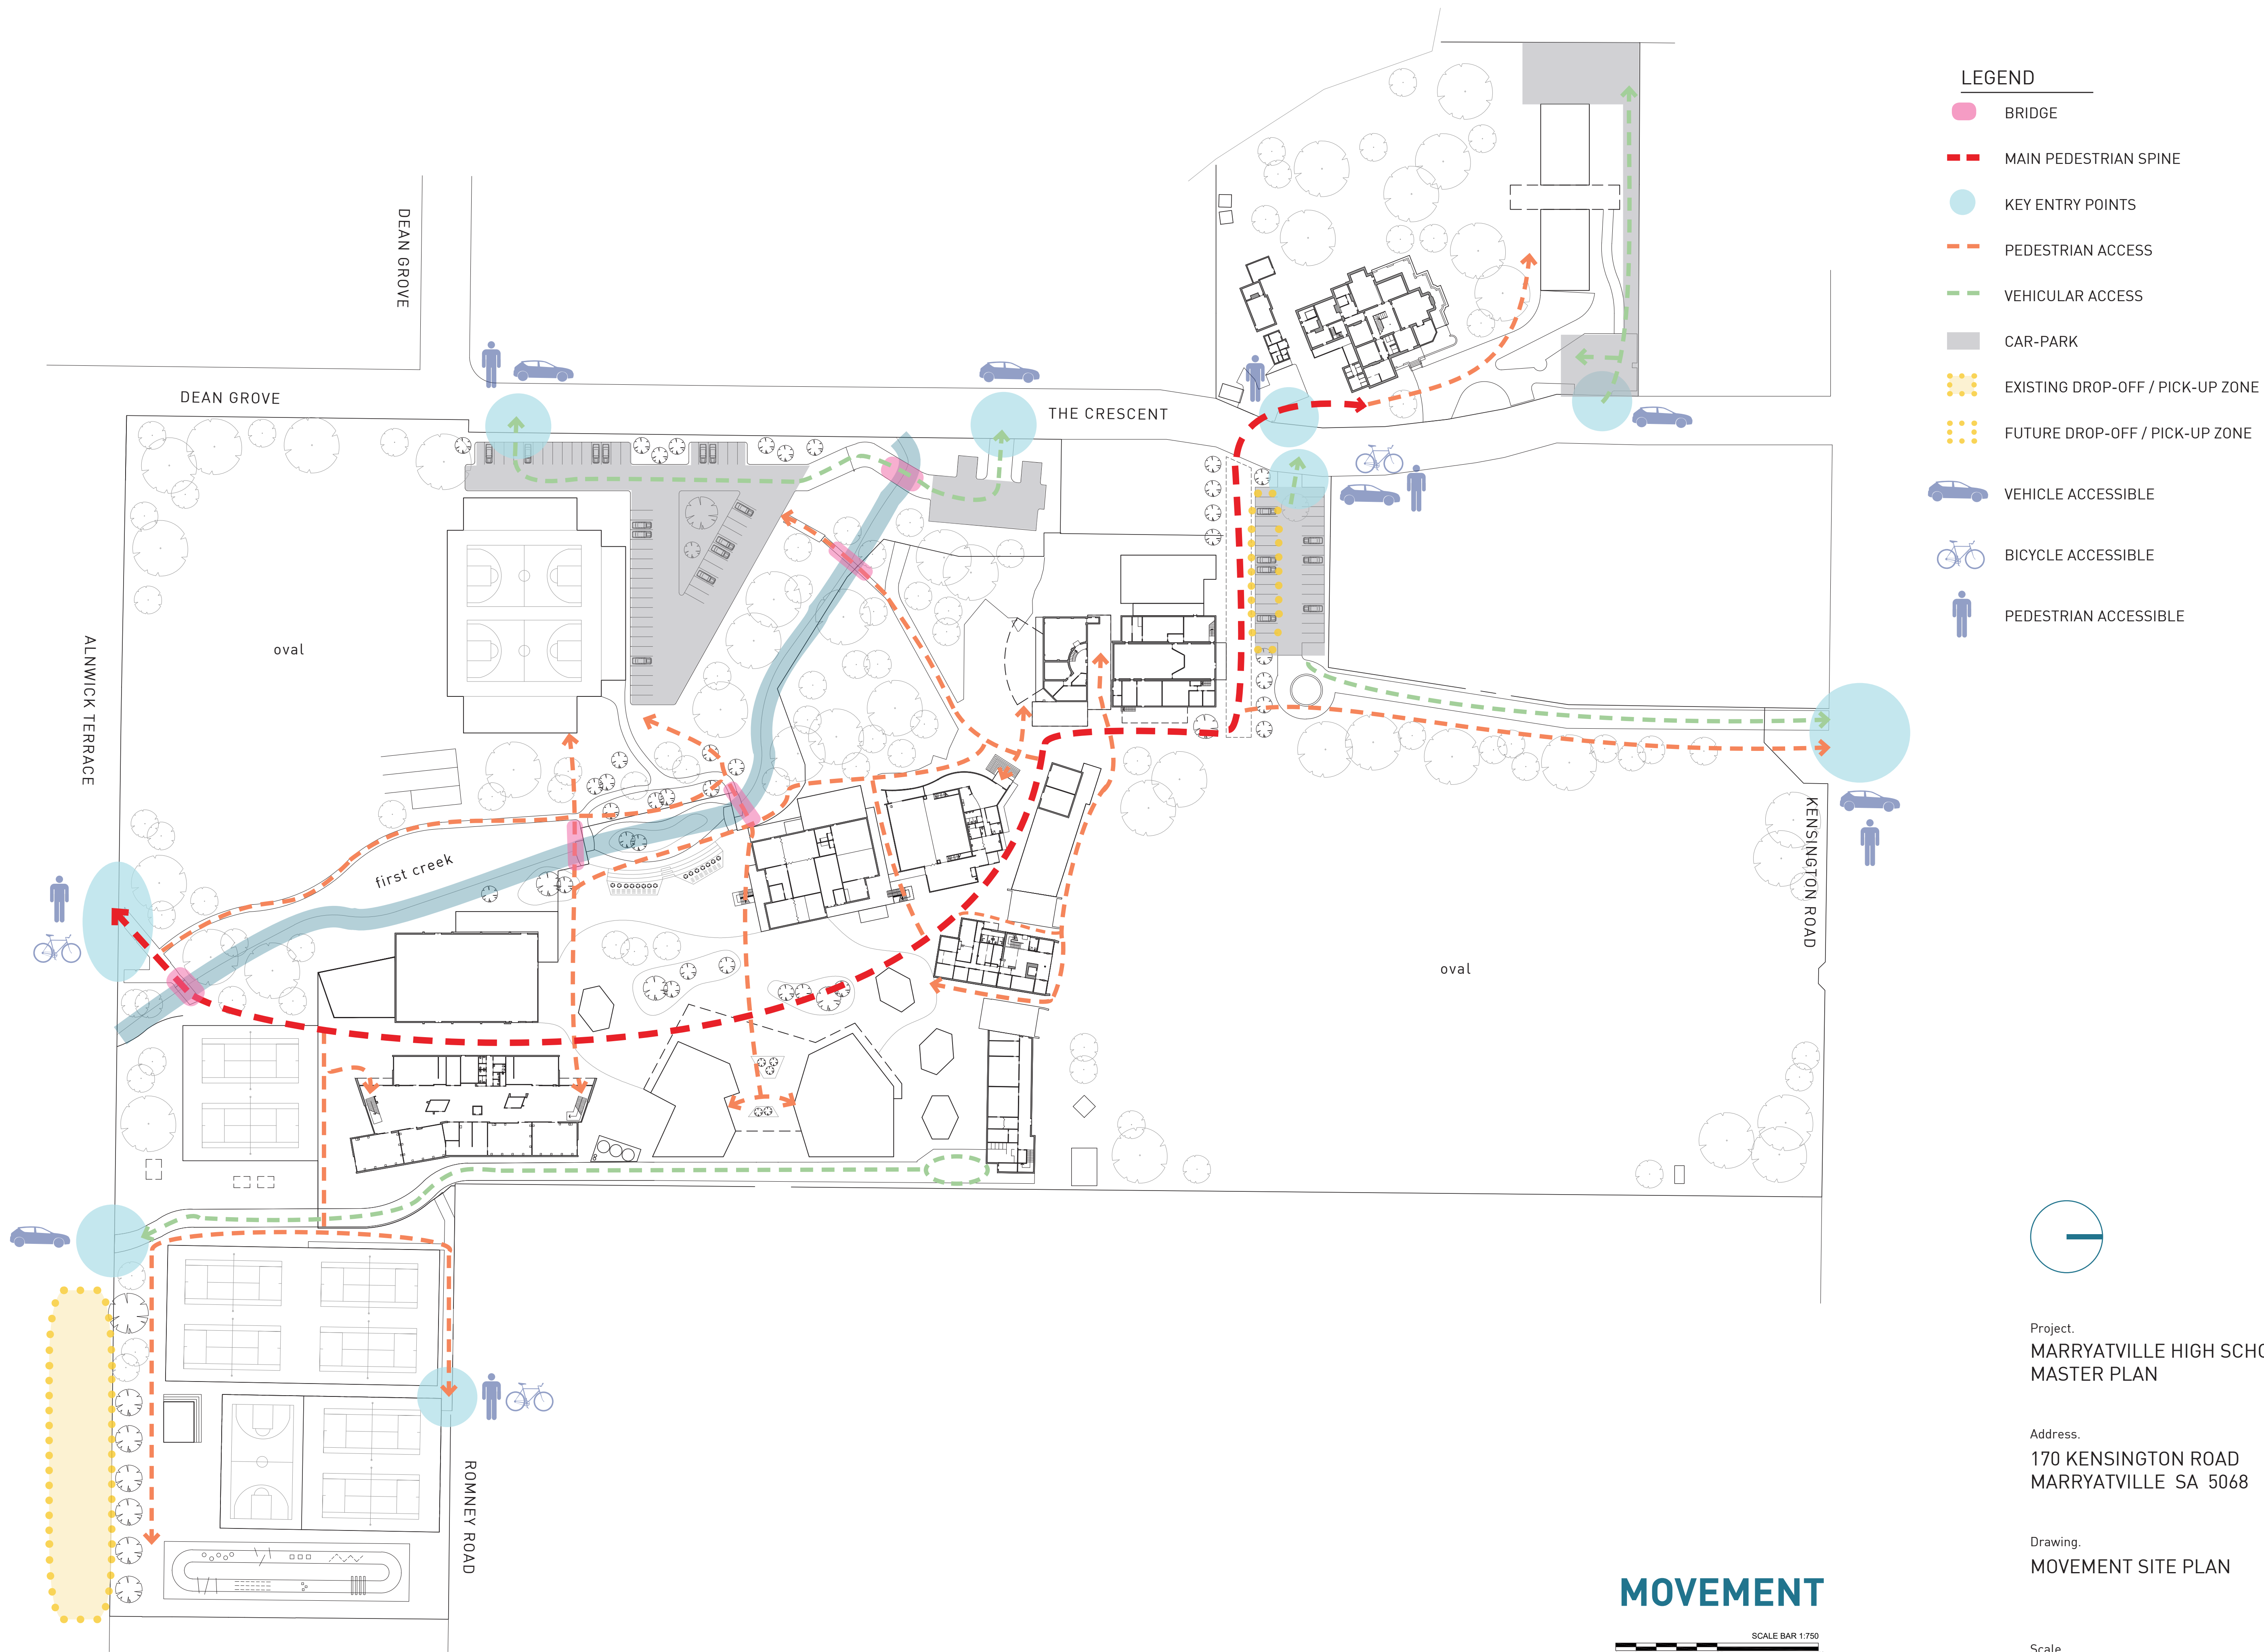 LEGEND
BRIDGE
MAIN PEDESTRIAN SPINE
KEY ENTRY POINTS
PEDESTRIAN ACCESS
VEHICULAR ACCESS
CAR-PARK
EXISTING DROP-OFF / PICK-UP ZONE
FUTURE DROP-OFF / PICK-UP ZONE
VEHICLE ACCESSIBLE
BICYCLE ACCESSIBLE
PEDESTRIAN ACCESSIBLE
DEAN GROVE
DEAN GROVE
THE CRESCENT
ALNWICK TERRACE
oval
first creek
KENSINGTON ROAD
oval
ROMNEY ROAD
Project.
MARRYATVILLE HIGH SCHO
MASTER PLAN
Address.
170 KENSINGTON ROAD
MARRYATVILLE SA 5068
Drawing.
MOVEMENT SITE PLAN
MOVEMENT
SCALE BAR 1:750
Scale